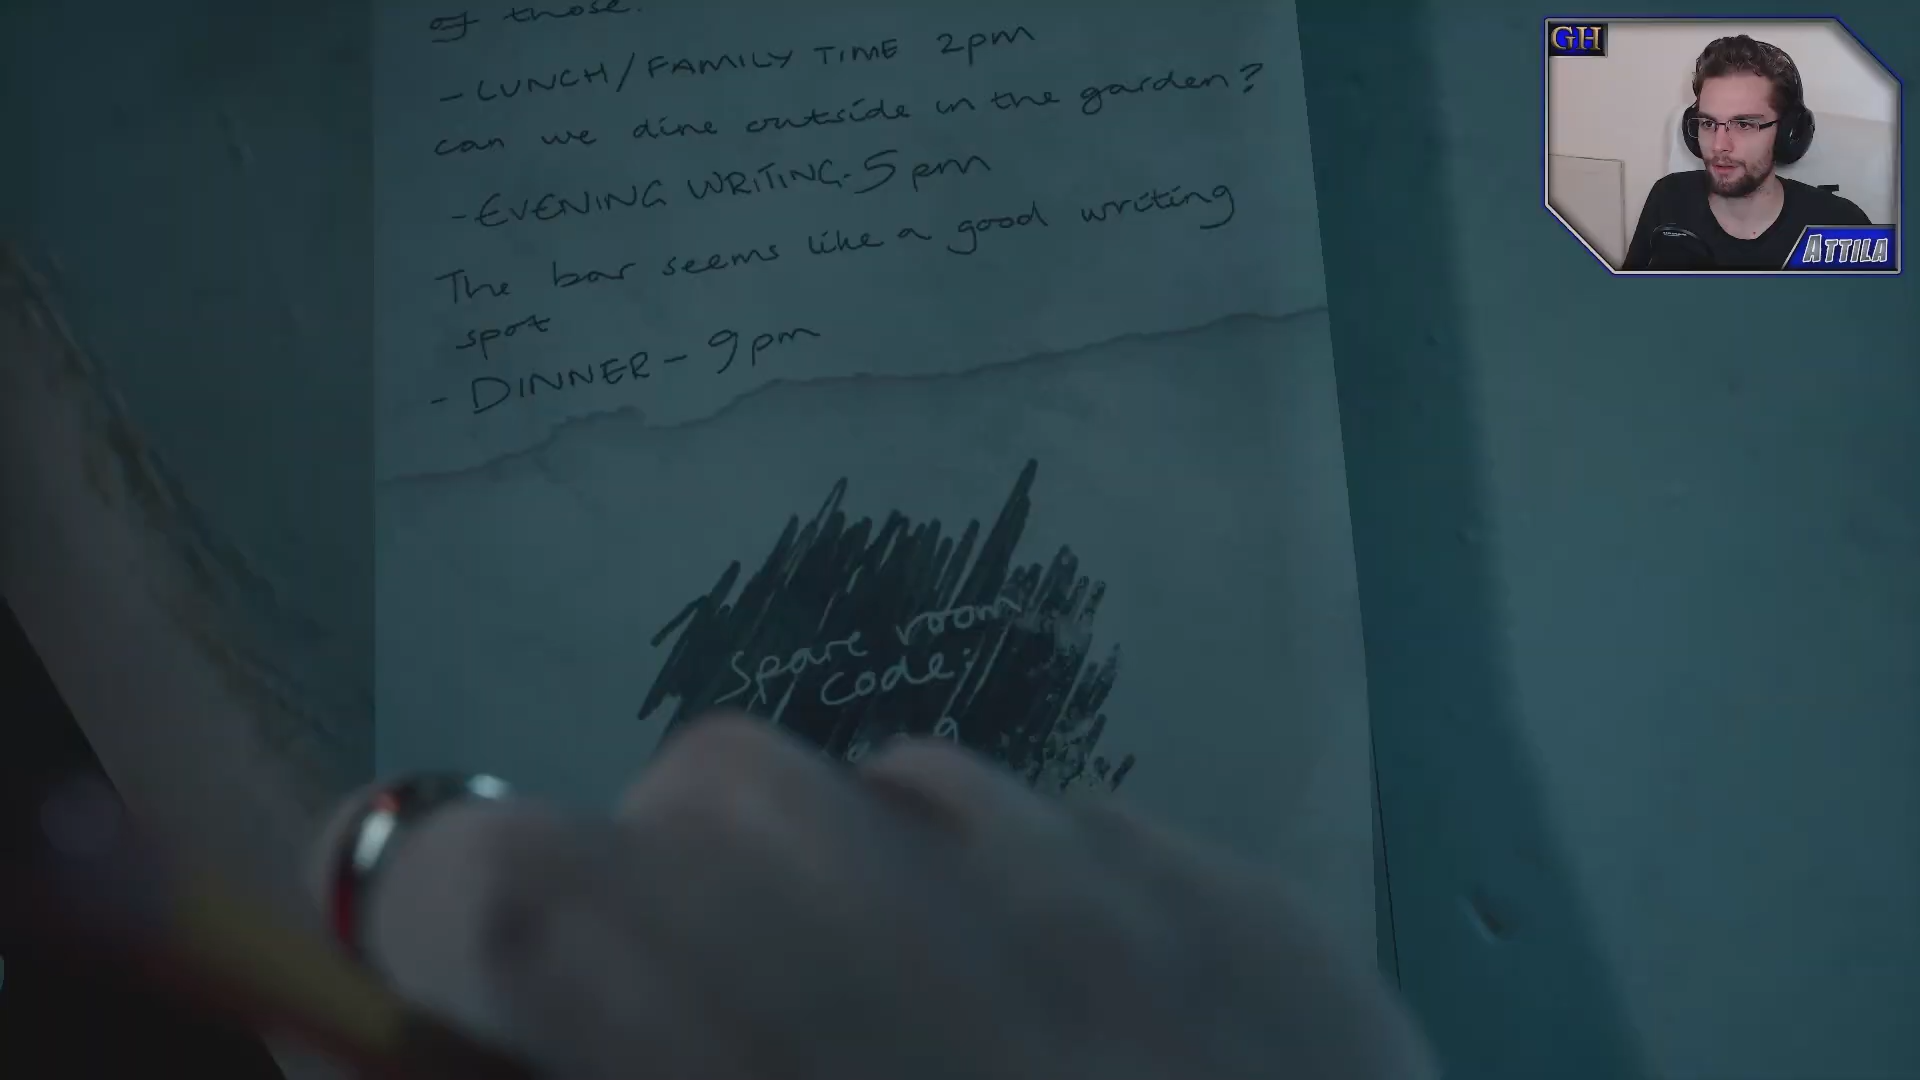 of those.
- LUNCH/FAMILY TIME 2pm
can we dine outside in the garden?
- EVENING WRITING - 5pm
The bar seems like a good writing
spot
- DINNER - 9pm
Spare room
code:
GH
ATTILA